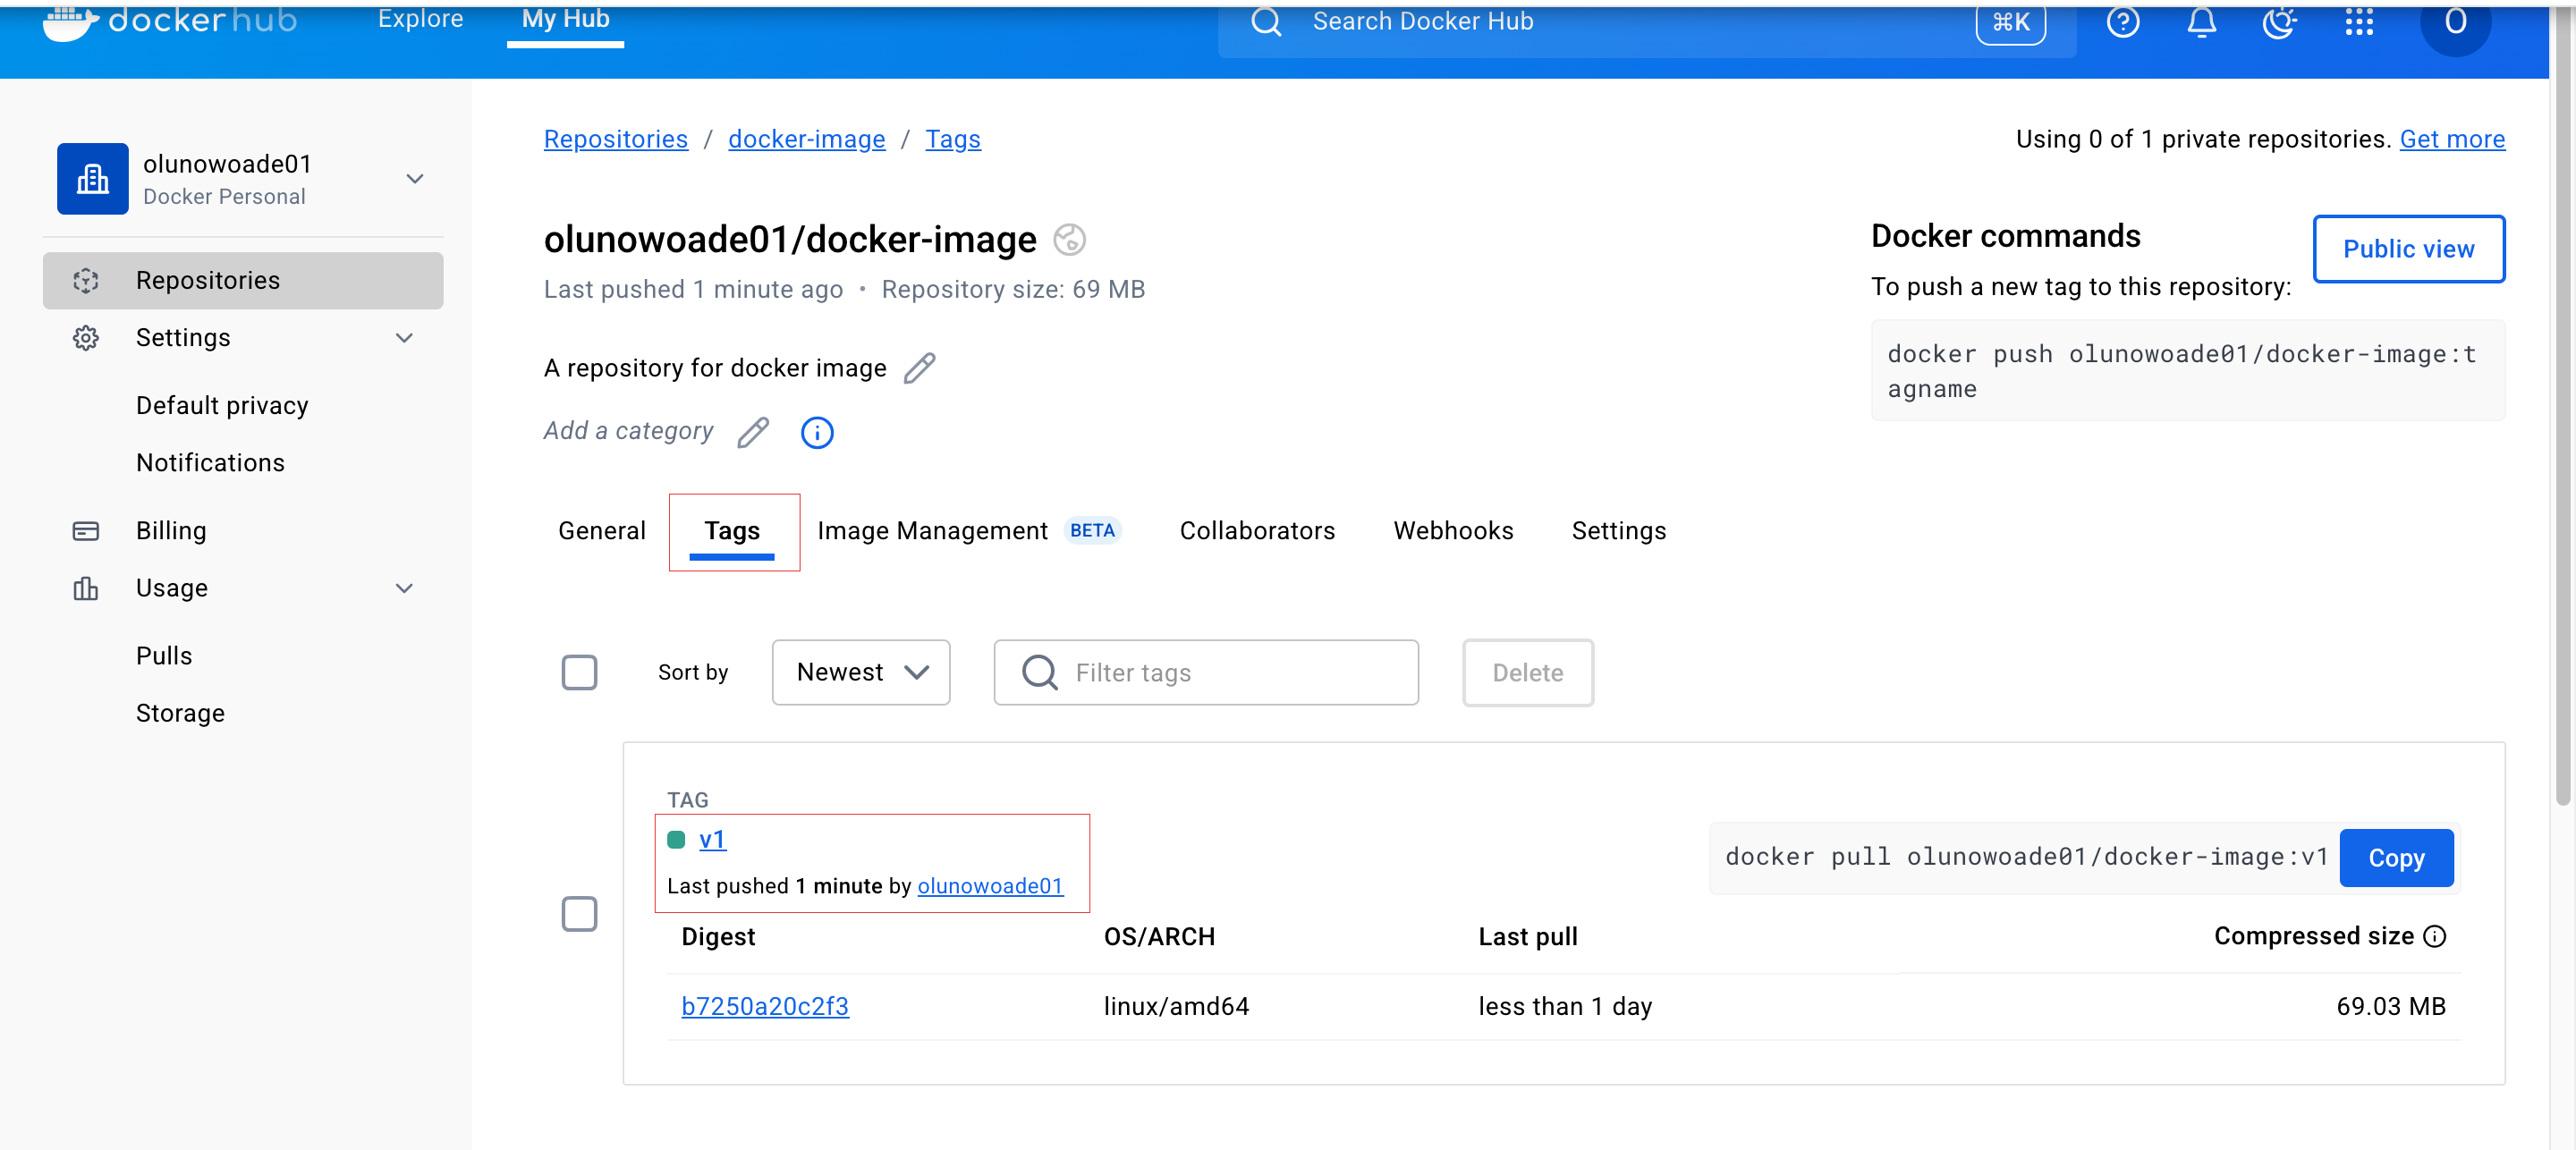 dockerhub Explore My Hub Search Docker Hub ⌘K O
Repositories / docker-image / Tags Using 0 of 1 private repositories. Get more
olunowoade01
Docker Personal
Repositories
Settings
Default privacy
Notifications
Billing
Usage
Pulls
Storage
olunowoade01/docker-image
Last pushed 1 minute ago • Repository size: 69 MB
A repository for docker image
Add a category
Docker commands
Public view
To push a new tag to this repository:
docker push olunowoade01/docker-image:t
agname
General Tags Image Management BETA Collaborators Webhooks Settings
Sort by Newest Filter tags Delete
TAG
v1
Last pushed 1 minute by olunowoade01
docker pull olunowoade01/docker-image:v1 Copy
Digest OS/ARCH Last pull Compressed size
b7250a20c2f3 linux/amd64 less than 1 day 69.03 MB